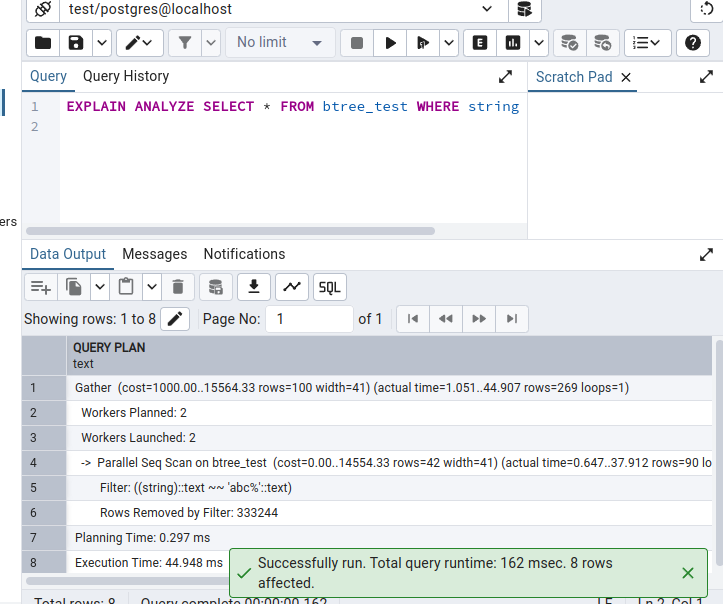 test/postgres@localhost
No limit
E
Query
Query History
Scratch Pad
1 EXPLAIN ANALYZE SELECT * FROM btree_test WHERE string
2
ers
Data Output
Messages
Notifications
SQL
Showing rows: 1 to 8
Page No:
1
of 1
QUERY PLAN
text
1 Gather (cost=1000.00..15564.33 rows=100 width=41) (actual time=1.051..44.907 rows=269 loops=1)
2 Workers Planned: 2
3 Workers Launched: 2
4 -> Parallel Seq Scan on btree_test (cost=0.00..14554.33 rows=42 width=41) (actual time=0.647..37.912 rows=90 lo
5 Filter: ((string)::text ~~ 'abc%'::text)
6 Rows Removed by Filter: 333244
7 Planning Time: 0.297 ms
8 Execution Time: 44.948 ms
Successfully run. Total query runtime: 162 msec. 8 rows
affected.
Total rows: 8
Query complete 00:00:00.162
LF
Ln 2, Col 1